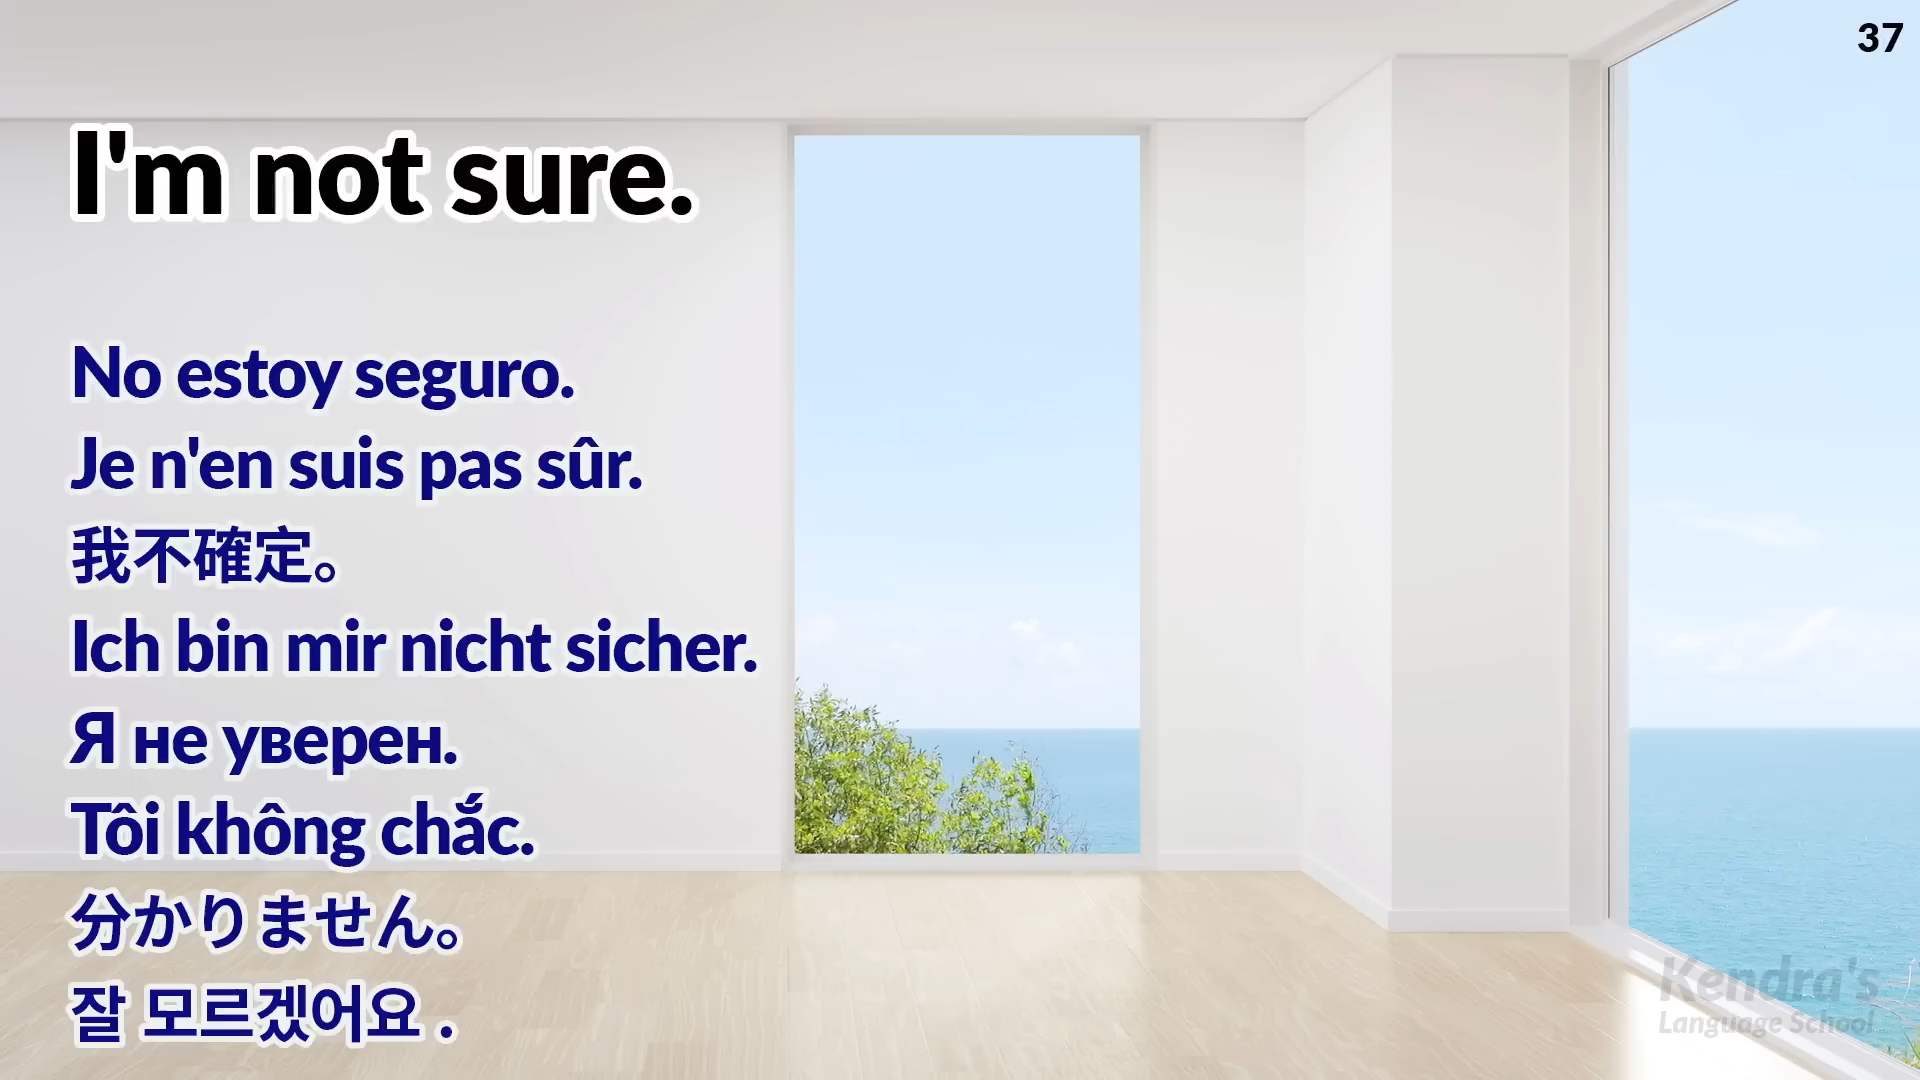 37
I'm not sure.
No estoy seguro.
Je n'en suis pas sûr.
我不確定。
Ich bin mir nicht sicher.
Я не уверен.
Tôi không chắc.
分かりません。
잘 모르겠어요 .
Kendra's
Language School